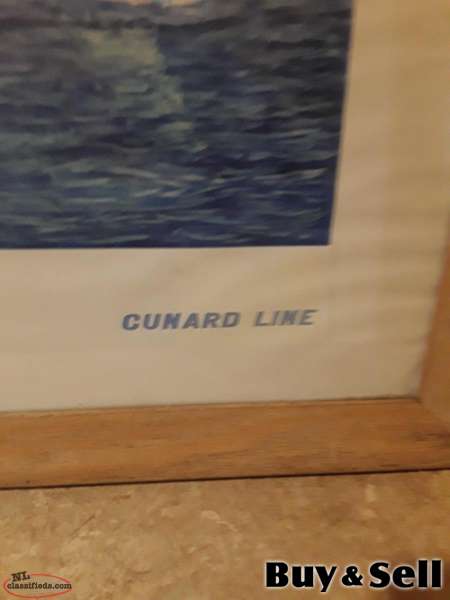 CUNARD LINE
NL
classifieds.com
Buy & Sell